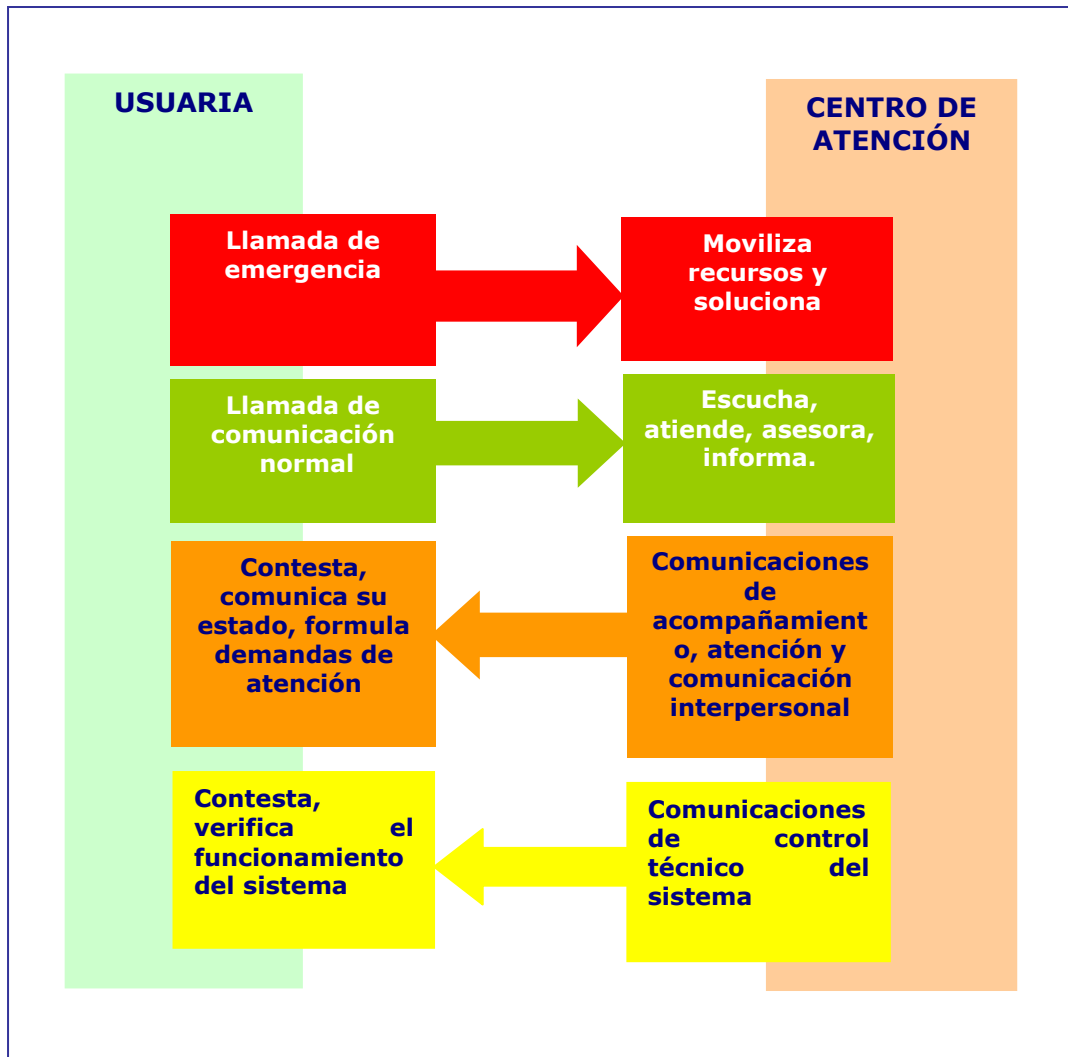 USUARIA
CENTRO DE
ATENCIÓN
Llamada de
emergencia
Moviliza
recursos y
soluciona
Llamada de
comunicación
normal
Escucha,
atiende, asesora,
informa.
Contesta,
comunica su
estado, formula
demandas de
atención
Comunicaciones
de
acompañamient
o, atención y
comunicación
interpersonal
Contesta,
verifica el
funcionamiento
del sistema
Comunicaciones
de control
técnico del
sistema